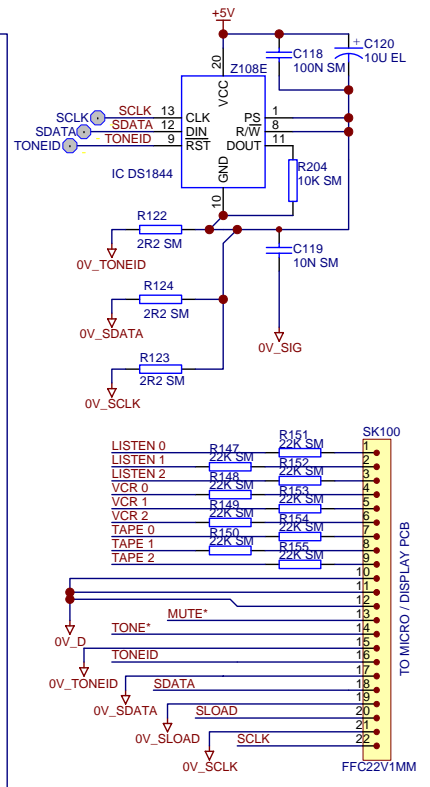 +5V
C118
100N SM
+ C120
10U EL
Z108E
20
VCC
SCLK SCLK 13 CLK PS 1
SDATA SDATA 12 DIN R/W 8
TONEID TONEID 9 RST DOUT 11
R204
10K SM
IC DS1844
GND
10
R122
2R2 SM
0V_TONEID
C119
10N SM
R124
2R2 SM
0V_SDATA
0V_SIG
R123
2R2 SM
0V_SCLK
SK100
LISTEN 0 R151 22K SM 1
LISTEN 1 R147 22K SM 2
LISTEN 2 R152 22K SM 3
VCR 0 R148 22K SM 4
VCR 1 R153 22K SM 5
VCR 2 R149 22K SM 6
TAPE 0 R154 22K SM 7
TAPE 1 R150 22K SM 8
TAPE 2 R155 22K SM 9
10
11
12
MUTE* 13
0V_D
TONE* 14
15
TONEID 16
0V_TONEID
17
SDATA 18
0V_SDATA
19
SLOAD 20
0V_SLOAD
21
SCLK 22
0V_SCLK
TO MICRO / DISPLAY PCB
FFC22V1MM